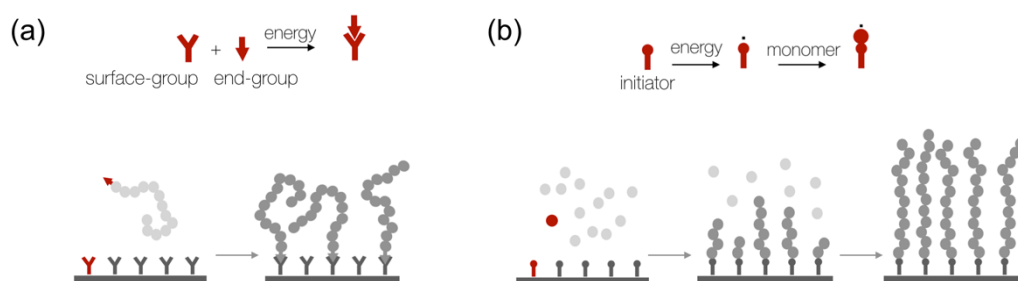 (a)
energy
+
surface-group end-group
(b)
energy monomer
initiator